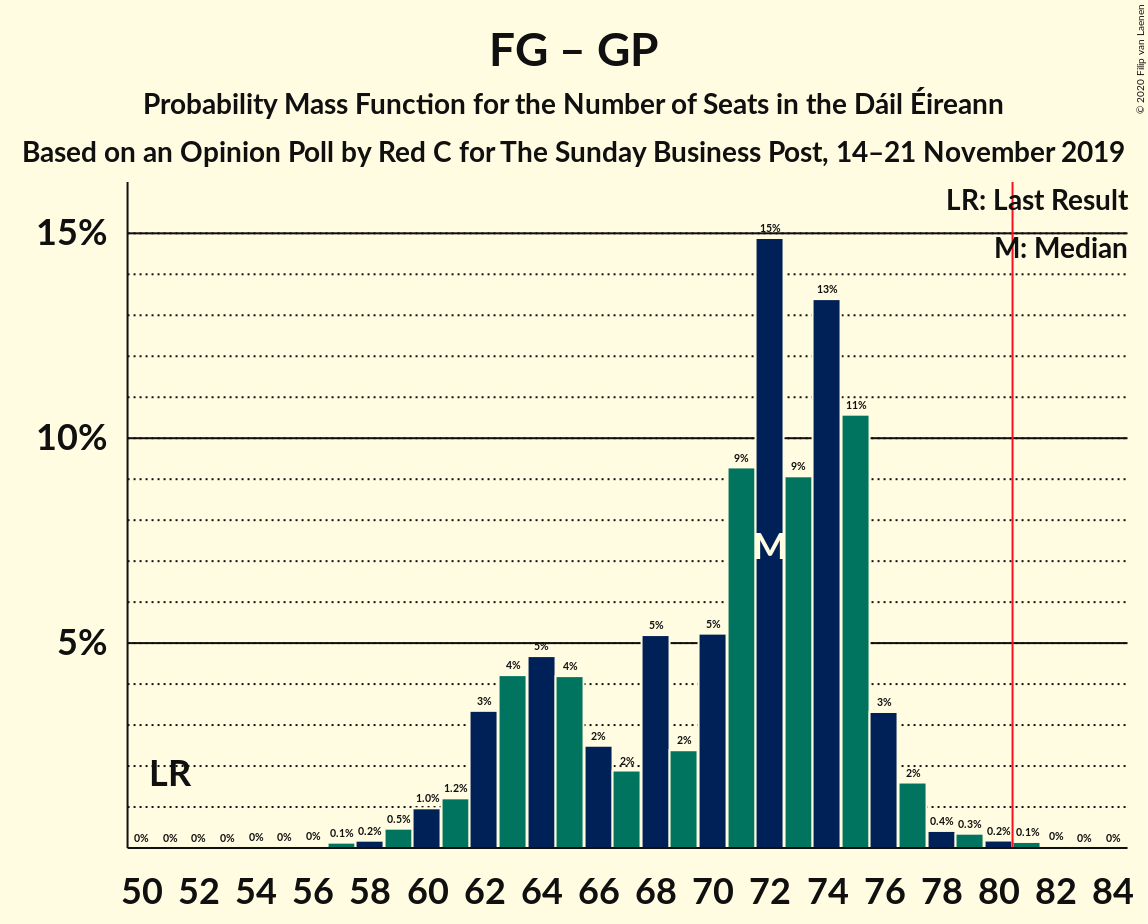 FG – GP
Probability Mass Function for the Number of Seats in the Dáil Éireann
Based on an Opinion Poll by Red C for The Sunday Business Post, 14–21 November 2019
© 2020 Filip van Laenen
LR: Last Result
M: Median
15%
10%
5%
0% 0% 0% 0% 0% 0% 0% 0.1% 0.2% 0.5% 1.0% 1.2% 3% 4% 5% 4% 2% 2% 5% 2% 5% 9% 15% 9% 13% 11% 3% 2% 0.4% 0.3% 0.2% 0.1% 0% 0% 0%
M
LR
50 52 54 56 58 60 62 64 66 68 70 72 74 76 78 80 82 84